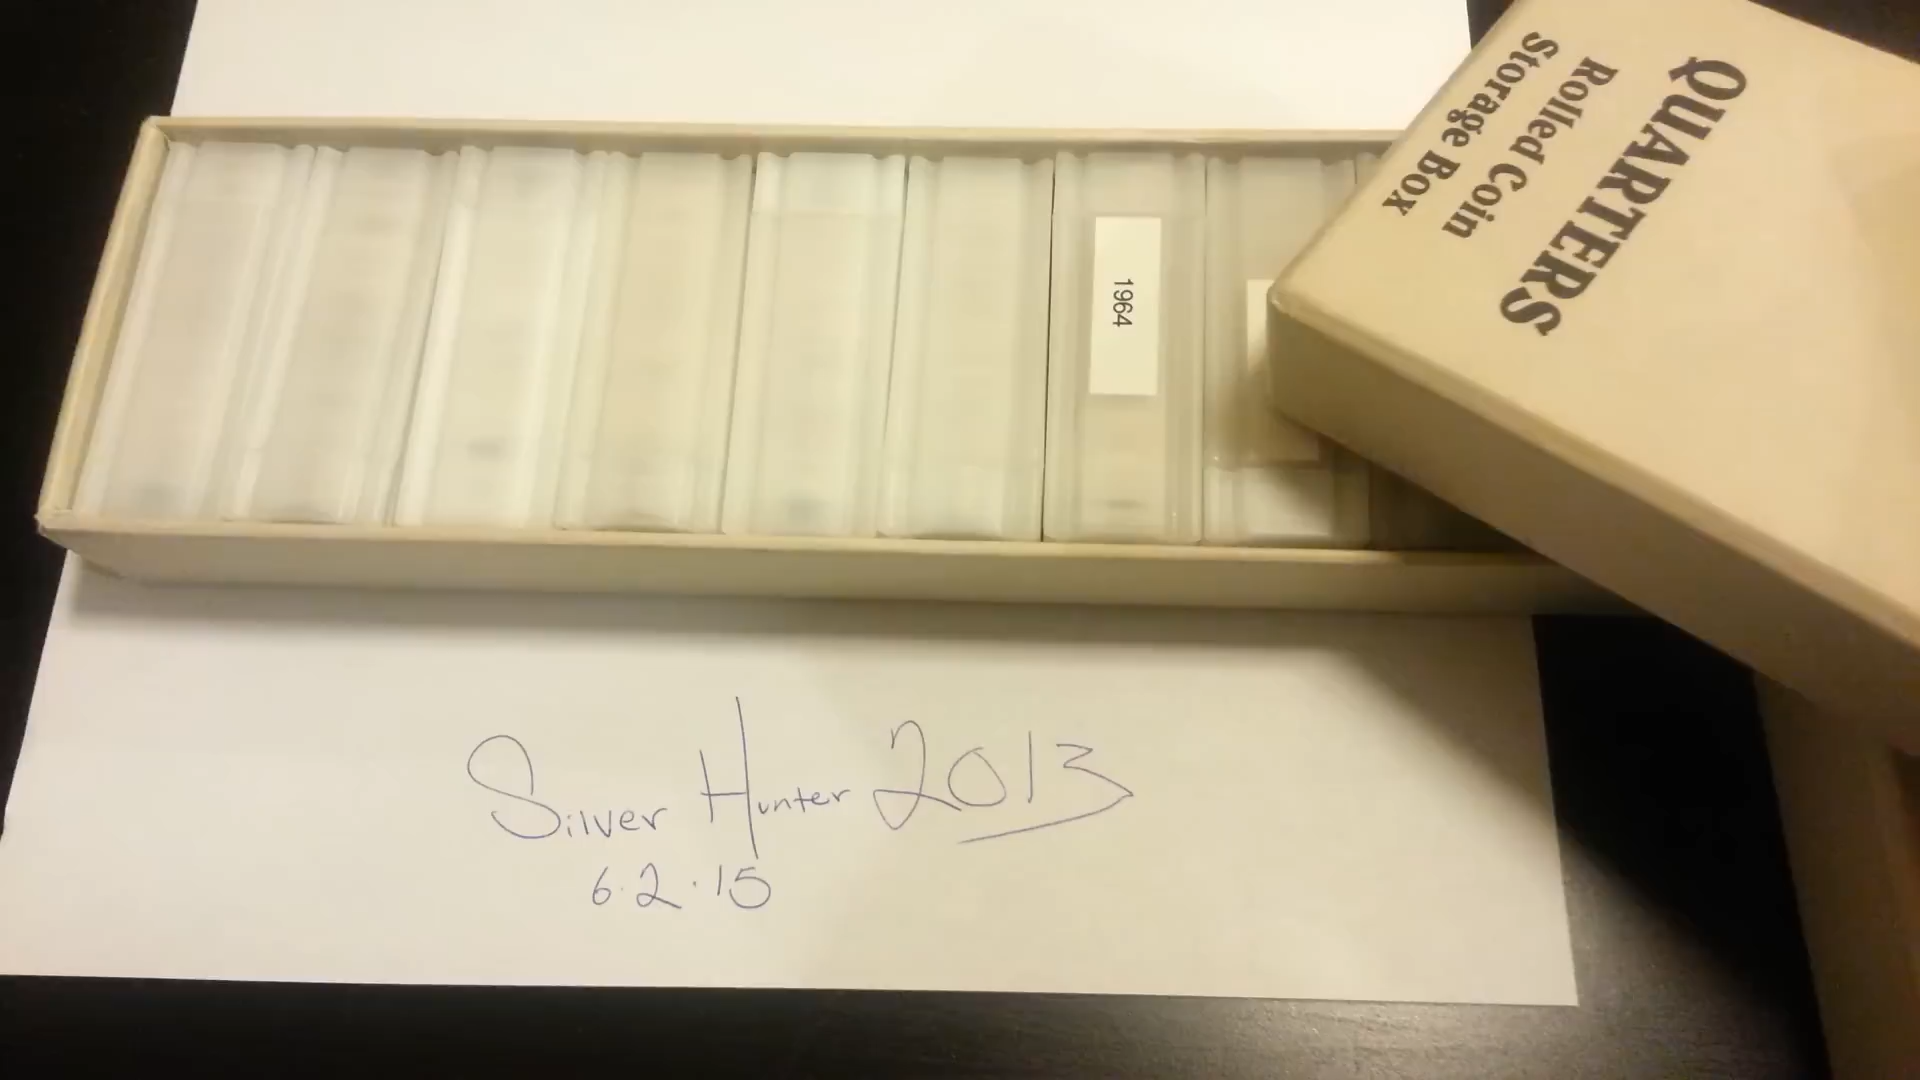 QUARTERS
Rolled Coin
Storage Box
1964
Silver Hunter 2013
6.2.15